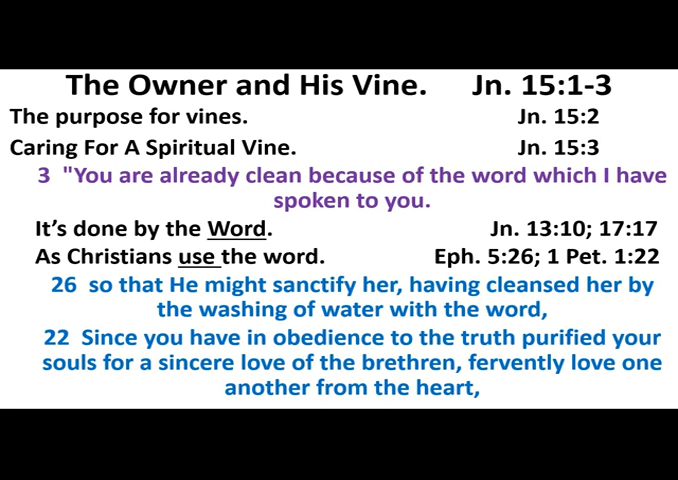 The Owner and His Vine. Jn. 15:1-3
The purpose for vines. Jn. 15:2
Caring For A Spiritual Vine. Jn. 15:3
3 "You are already clean because of the word which I have
spoken to you.
It's done by the Word. Jn. 13:10; 17:17
As Christians use the word. Eph. 5:26; 1 Pet. 1:22
26 so that He might sanctify her, having cleansed her by
the washing of water with the word,
22 Since you have in obedience to the truth purified your
souls for a sincere love of the brethren, fervently love one
another from the heart,